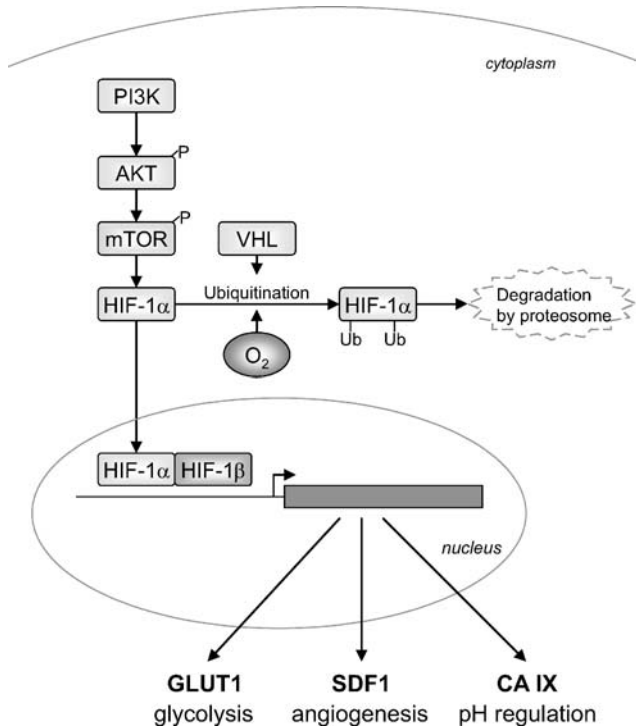 cytoplasm
PI3K
P
AKT
P
mTOR
VHL
HIF-1α
Ubiquitination
HIF-1α
Degradation
by proteosome
Ub
Ub
O2
HIF-1α
HIF-1β
nucleus
GLUT1
glycolysis
SDF1
angiogenesis
CA IX
pH regulation